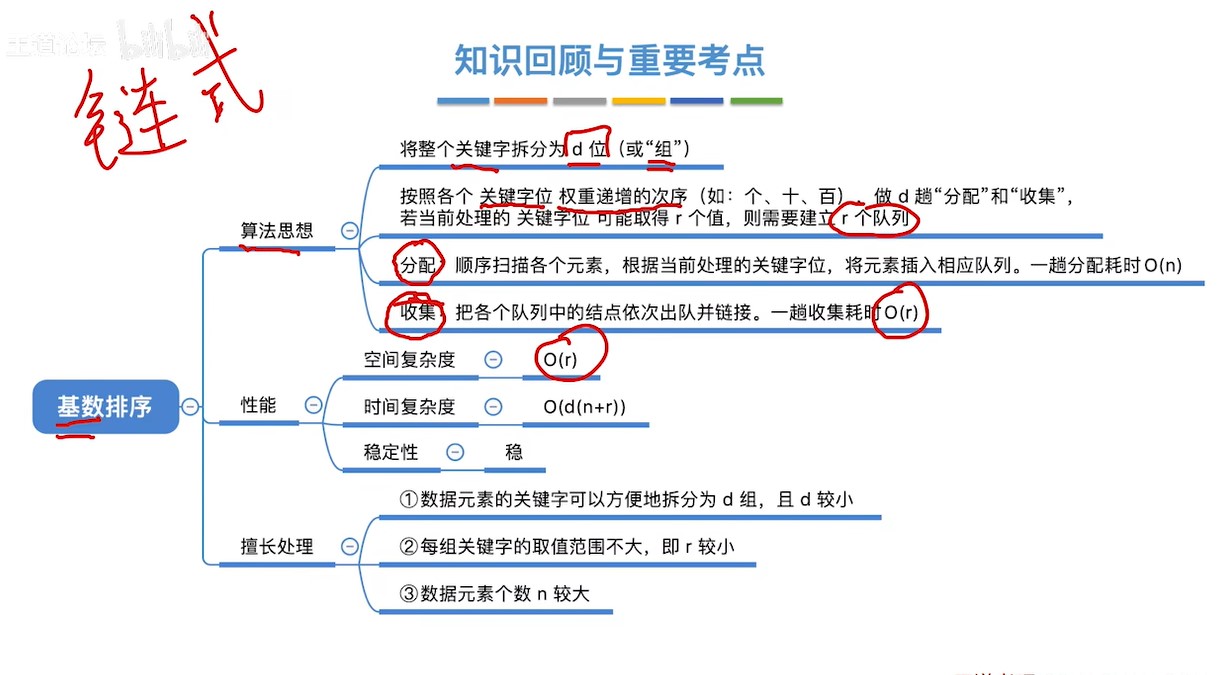 王道论坛 bilibili
链式
知识回顾与重要考点
将整个关键字拆分为 d 位（或“组”）
按照各个 关键字位 权重递增的次序（如：个、十、百），做 d 趟“分配”和“收集”，
若当前处理的 关键字位 可能取得 r 个值，则需要建立 r 个队列
算法思想
分配：顺序扫描各个元素，根据当前处理的关键字位，将元素插入相应队列。一趟分配耗时O(n)
收集：把各个队列中的结点依次出队并链接。一趟收集耗时O(r)
空间复杂度 O(r)
基数排序
性能
时间复杂度 O(d(n+r))
稳定性 稳
①数据元素的关键字可以方便地拆分为 d 组，且 d 较小
擅长处理
②每组关键字的取值范围不大，即 r 较小
③数据元素个数 n 较大